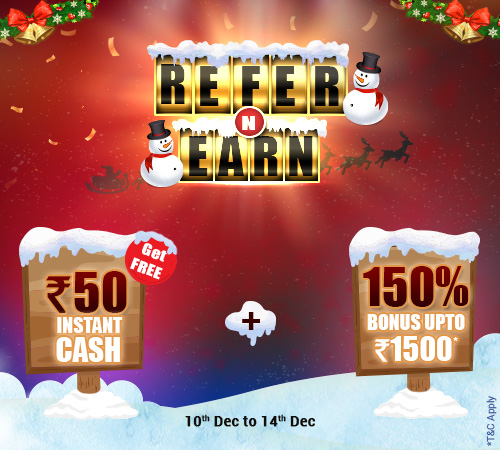 REFER
N
EARN
Get
FREE
₹50
INSTANT
CASH
+
150%
BONUS UPTO
₹1500*
10th Dec to 14th Dec
*T&C Apply